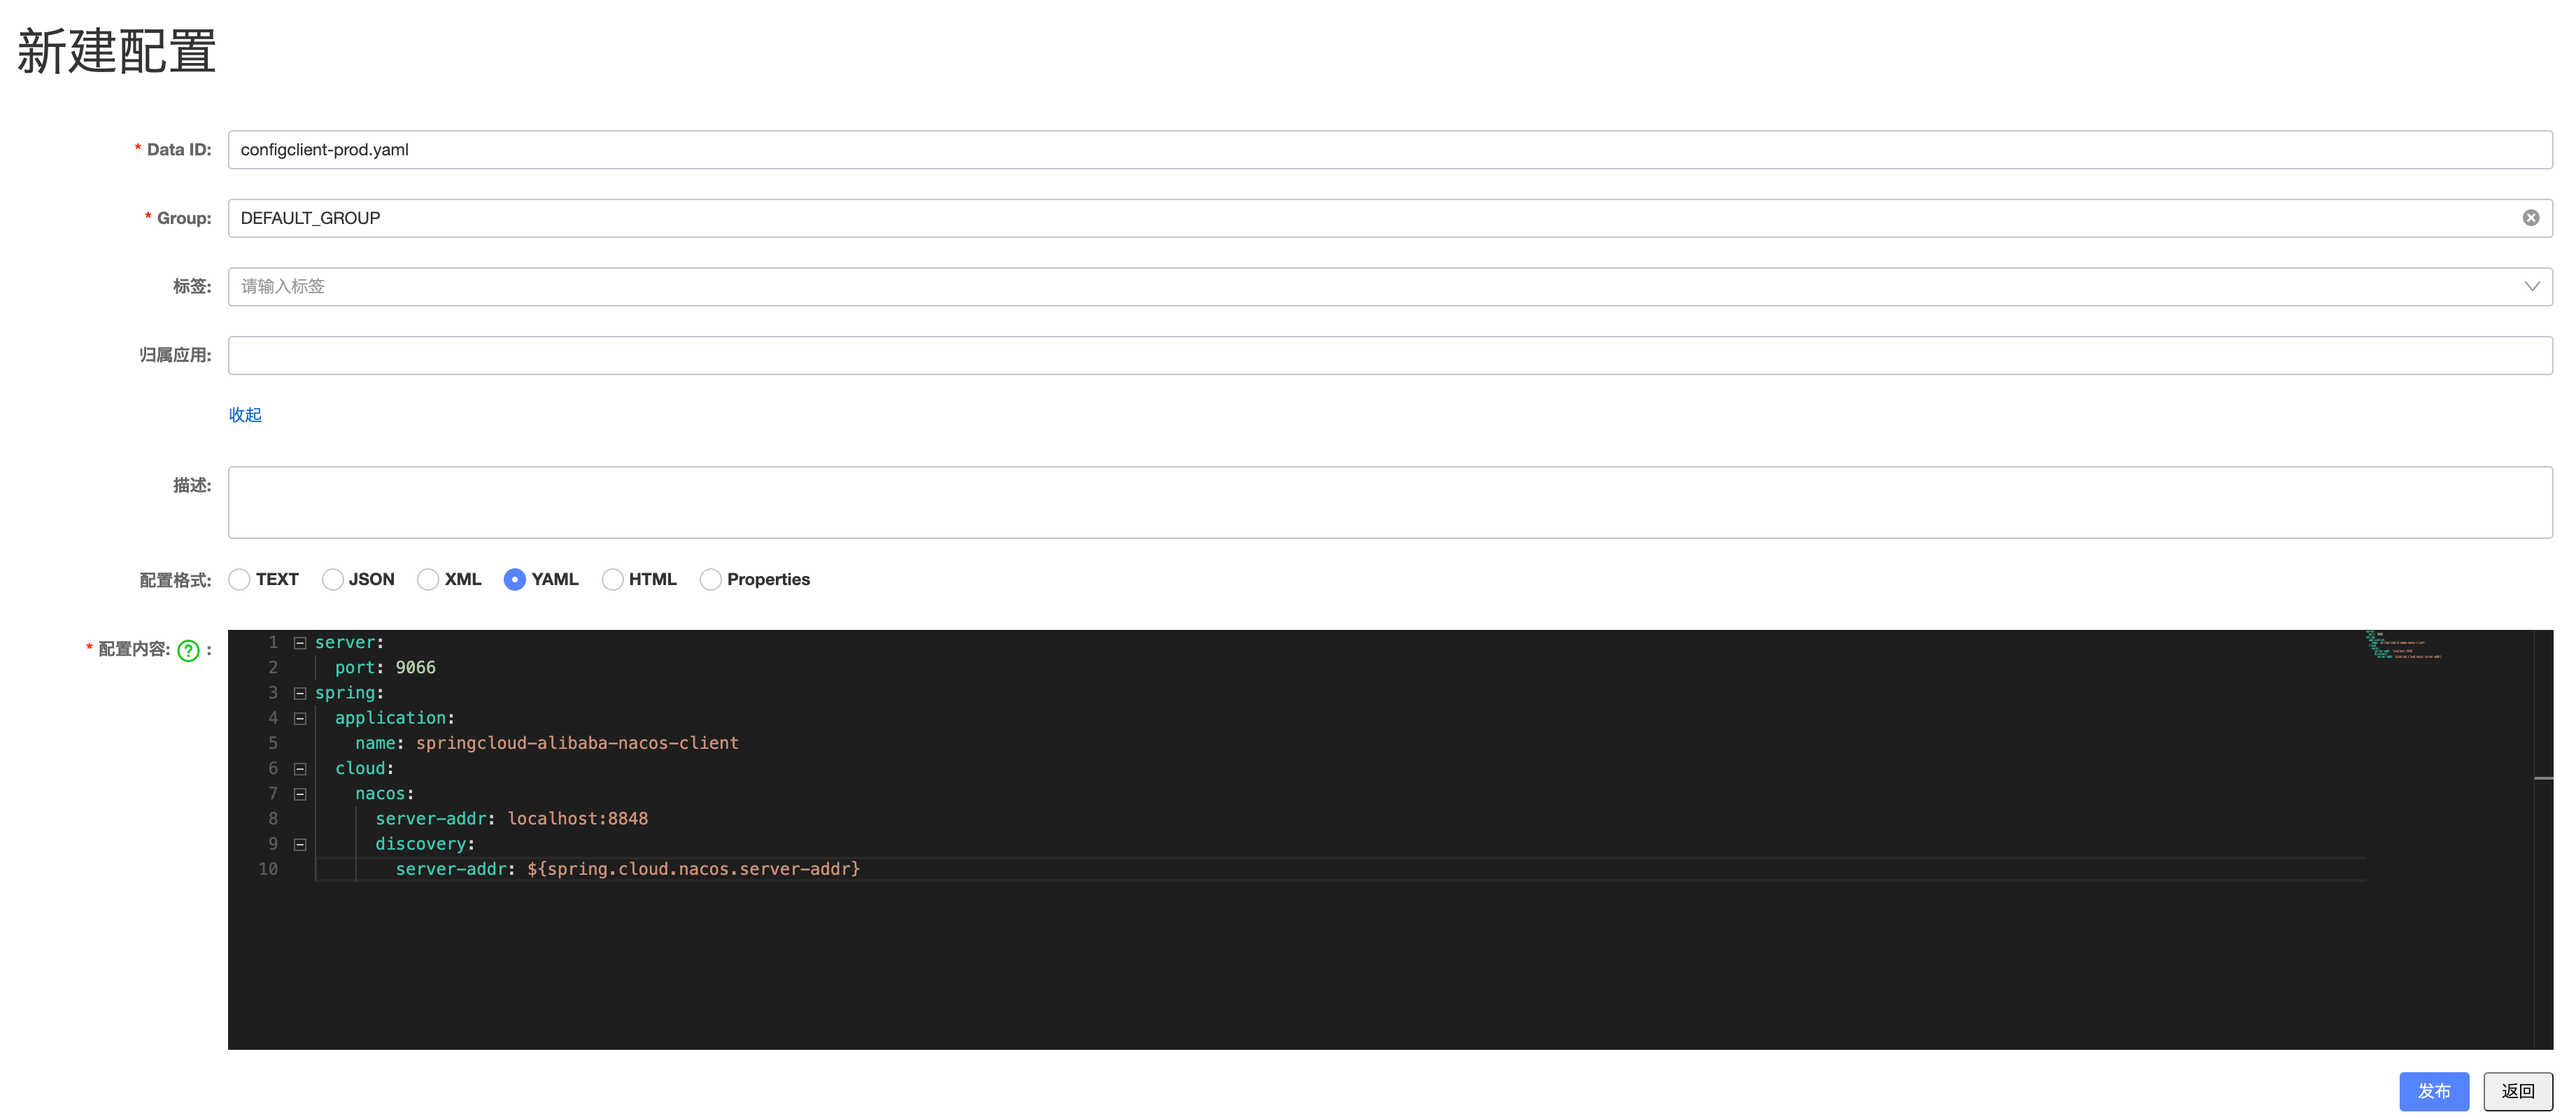 新建配置
* Data ID: configclient-prod.yaml
* Group: DEFAULT_GROUP
标签: 请输入标签
归属应用:
收起
描述:
配置格式: TEXT JSON XML YAML HTML Properties
* 配置内容: ? :
1 server:
2   port: 9066
3 spring:
4   application:
5     name: springcloud-alibaba-nacos-client
6   cloud:
7     nacos:
8       server-addr: localhost:8848
9       discovery:
10         server-addr: ${spring.cloud.nacos.server-addr}
发布 返回